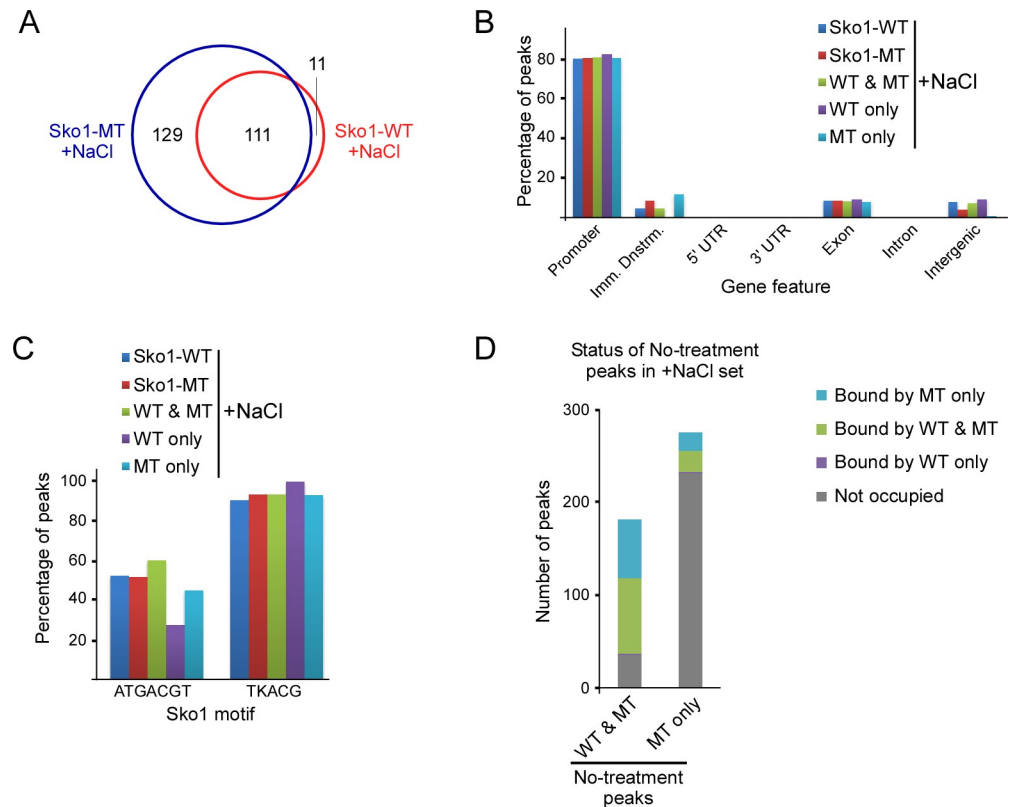 A
11
Sko1-MT
+NaCl
129
111
Sko1-WT
+NaCl
B
Percentage of peaks
80
60
40
20
Promoter
Imm. Dnstrm.
5' UTR
3' UTR
Exon
Intron
Intergenic
Gene feature
Sko1-WT
Sko1-MT
WT & MT
WT only
MT only
+NaCl
C
Sko1-WT
Sko1-MT
WT & MT
WT only
MT only
+NaCl
Percentage of peaks
100
80
60
40
20
ATGACGT
TKACG
Sko1 motif
D
Status of No-treatment
peaks in +NaCl set
Number of peaks
300
200
100
0
WT & MT
MT only
No-treatment
peaks
Bound by MT only
Bound by WT & MT
Bound by WT only
Not occupied